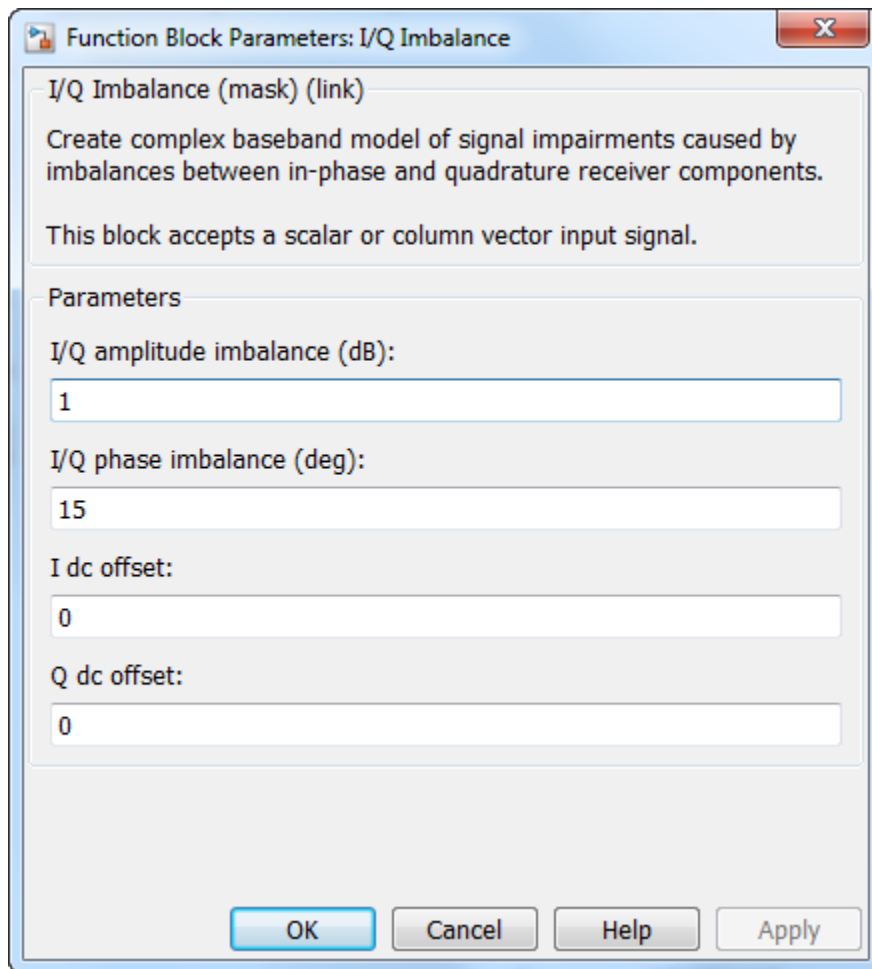 Function Block Parameters: I/Q Imbalance
I/Q Imbalance (mask) (link)
Create complex baseband model of signal impairments caused by
imbalances between in-phase and quadrature receiver components.
This block accepts a scalar or column vector input signal.
Parameters
I/Q amplitude imbalance (dB):
1
I/Q phase imbalance (deg):
15
I dc offset:
0
Q dc offset:
0
OK Cancel Help Apply